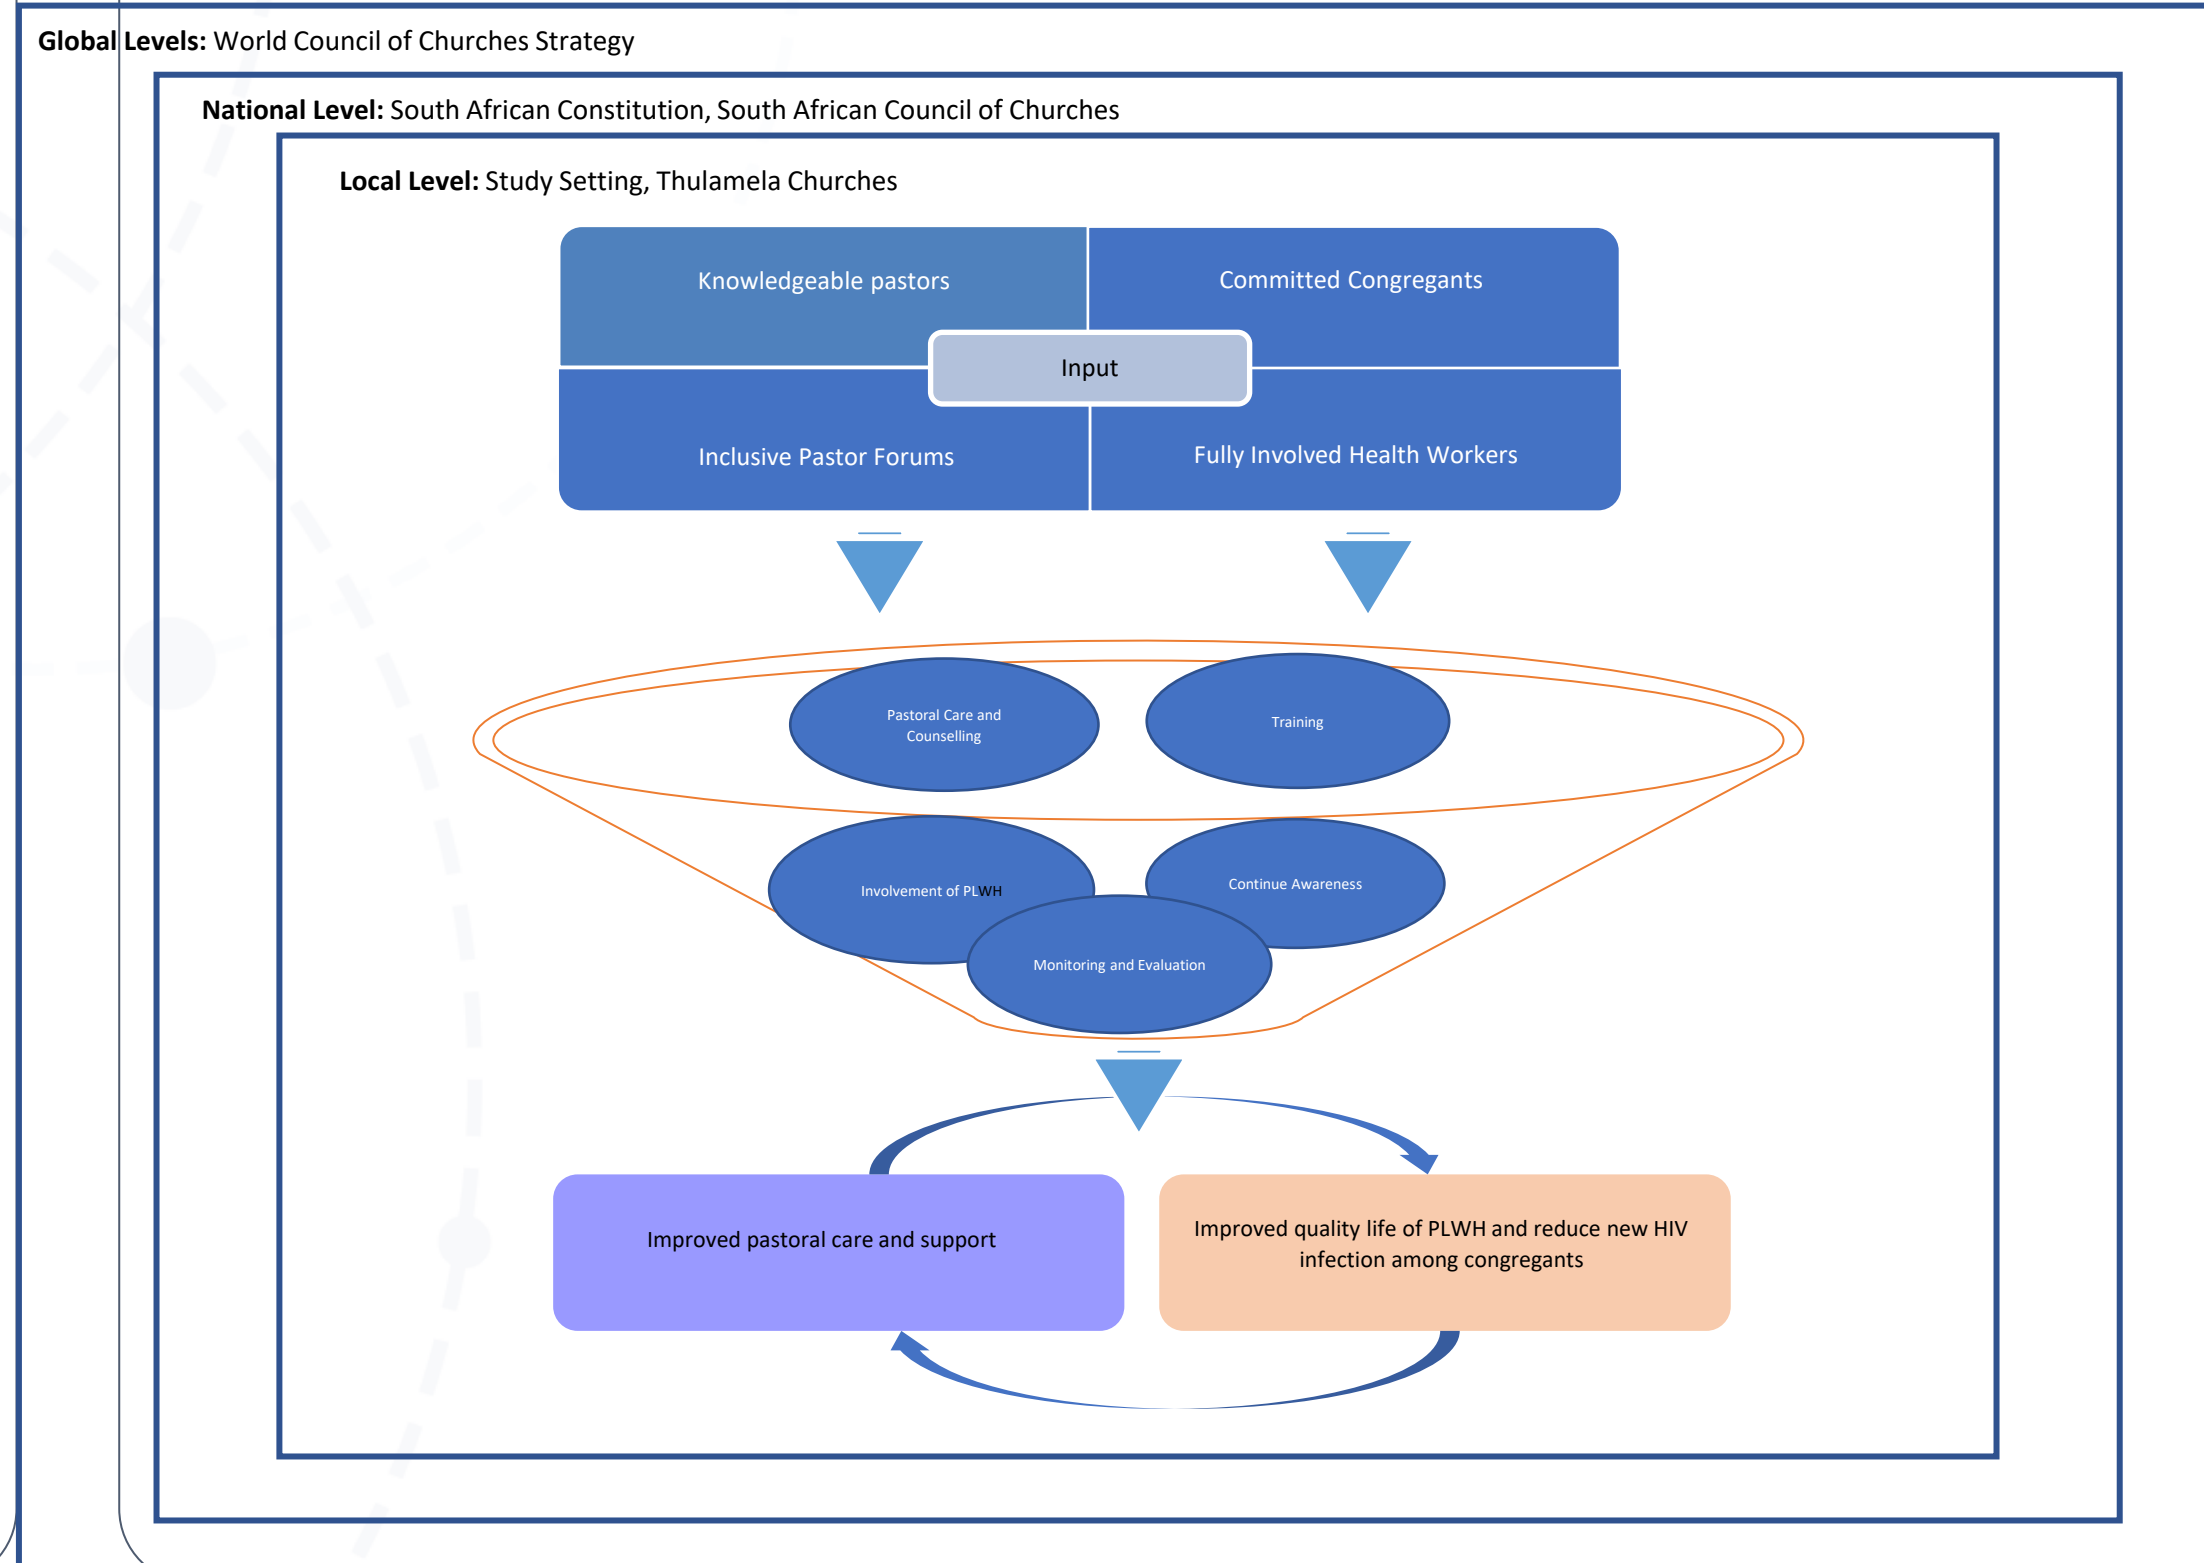 Global Levels: World Council of Churches Strategy
National Level: South African Constitution, South African Council of Churches
Local Level: Study Setting, Thulamela Churches
Knowledgeable pastors
Committed Congregants
Input
Inclusive Pastor Forums
Fully Involved Health Workers
Pastoral Care and
Counselling
Training
Involvement of PLWH
Continue Awareness
Monitoring and Evaluation
Improved pastoral care and support
Improved quality life of PLWH and reduce new HIV
infection among congregants